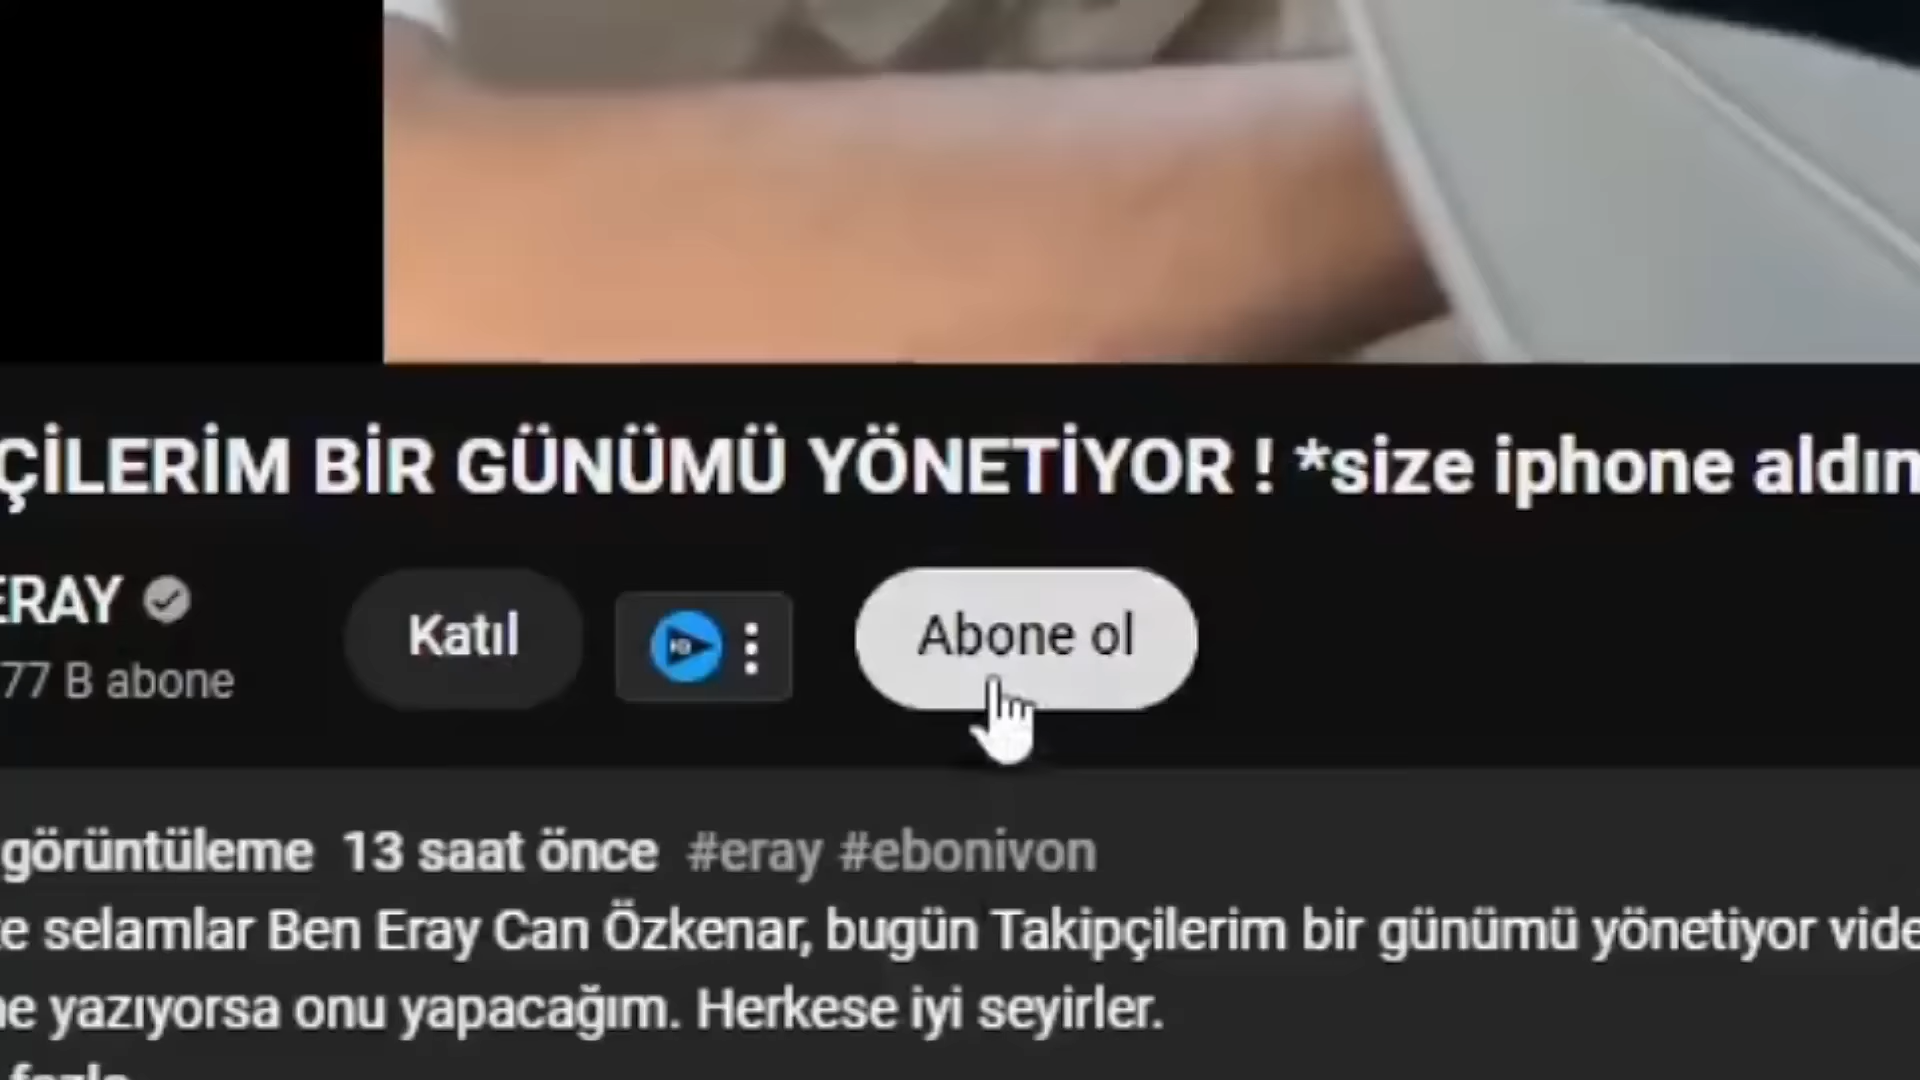 ÇİLERİM BİR GÜNÜMÜ YÖNETİYOR ! *size iphone aldın
ERAY
Katıl
Abone ol
77 B abone
görüntüleme 13 saat önce #eray #ebonivon
selamlar Ben Eray Can Özkenar, bugün Takipçilerim bir günümü yönetiyor vide
ne yazıyorsa onu yapacağım. Herkese iyi seyirler.